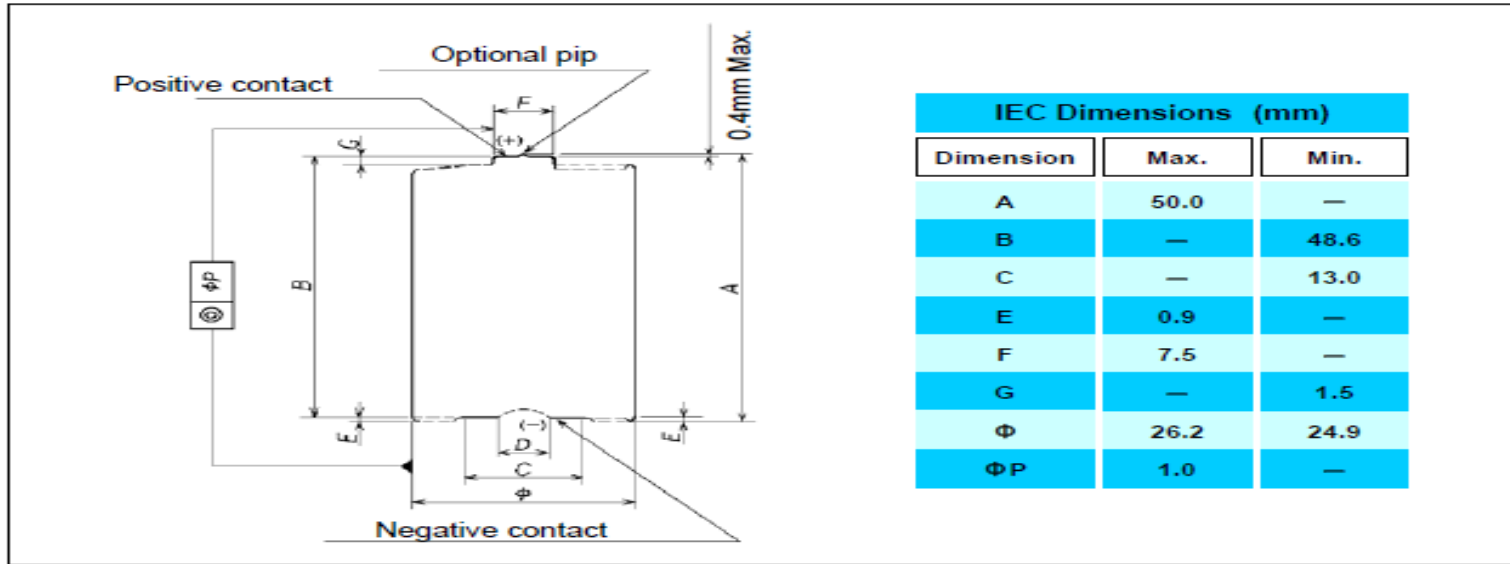 Optional pip
Positive contact
0.4mm Max.
F
G
(+)
B
A
ΦP
◎
E
(−)
E
D
C
Φ
Negative contact
IEC Dimensions (mm)
Dimension Max. Min.
A 50.0 —
B — 48.6
C — 13.0
E 0.9 —
F 7.5 —
G — 1.5
Φ 26.2 24.9
ΦP 1.0 —